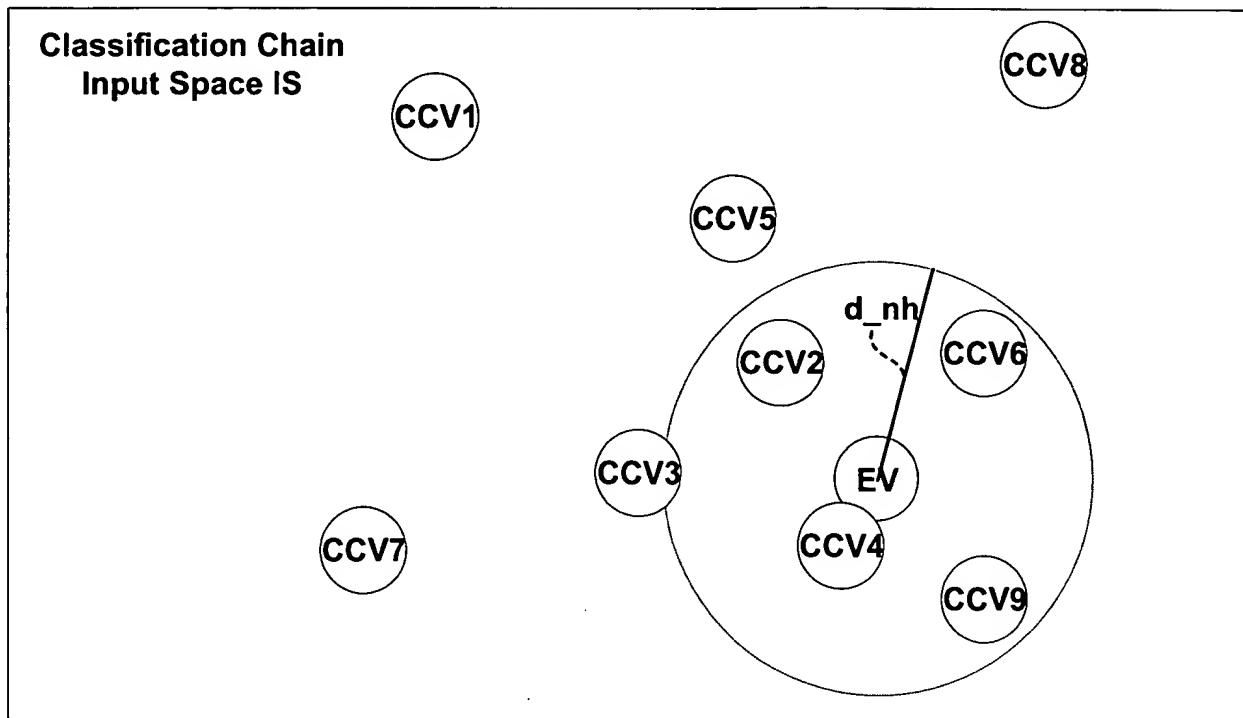 Classification Chain
Input Space IS
CCV8
CCV1
CCV5
d_nh
CCV6
CCV2
CCV3
EV
CCV4
CCV7
CCV9